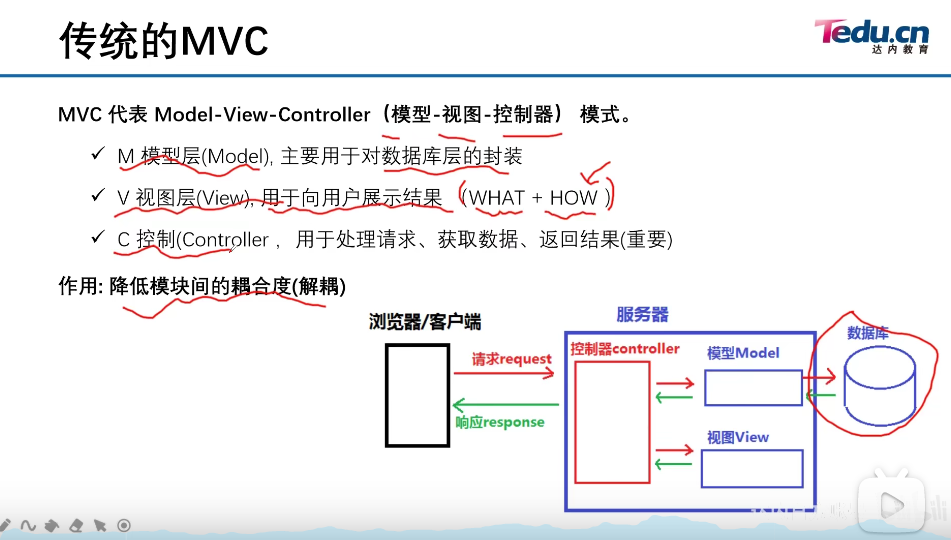 传统的MVC
Tedu.cn
达内教育
MVC 代表 Model-View-Controller（模型-视图-控制器） 模式。
M 模型层(Model), 主要用于对数据库层的封装
V 视图层(View), 用于向用户展示结果 （WHAT + HOW ）
C 控制(Controller ， 用于处理请求、获取数据、返回结果(重要)
作用: 降低模块间的耦合度(解耦)
浏览器/客户端
服务器
数据库
请求request
控制器controller
模型Model
响应response
视图View